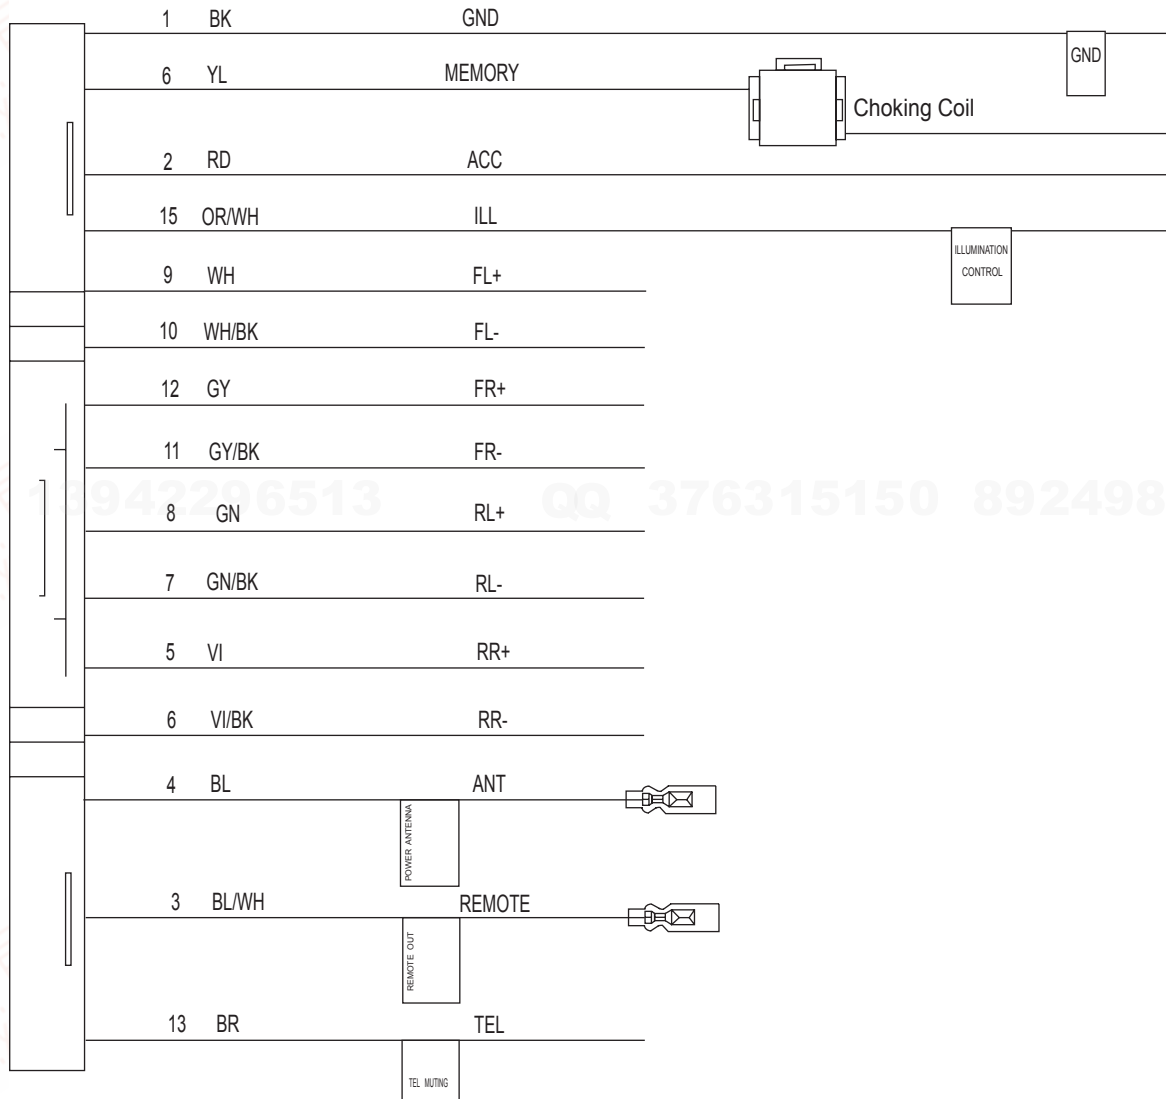 1 BK GND
GND
6 YL MEMORY
Choking Coil
2 RD ACC
15 OR/WH ILL
ILLUMINATION
CONTROL
9 WH FL+
10 WH/BK FL-
12 GY FR+
11 GY/BK FR-
13942296513 QQ 376315150 892498
8 GN RL+
7 GN/BK RL-
5 VI RR+
6 VI/BK RR-
4 BL ANT
POWER ANTENNA
3 BL/WH REMOTE
REMOTE OUT
13 BR TEL
TEL MUTING